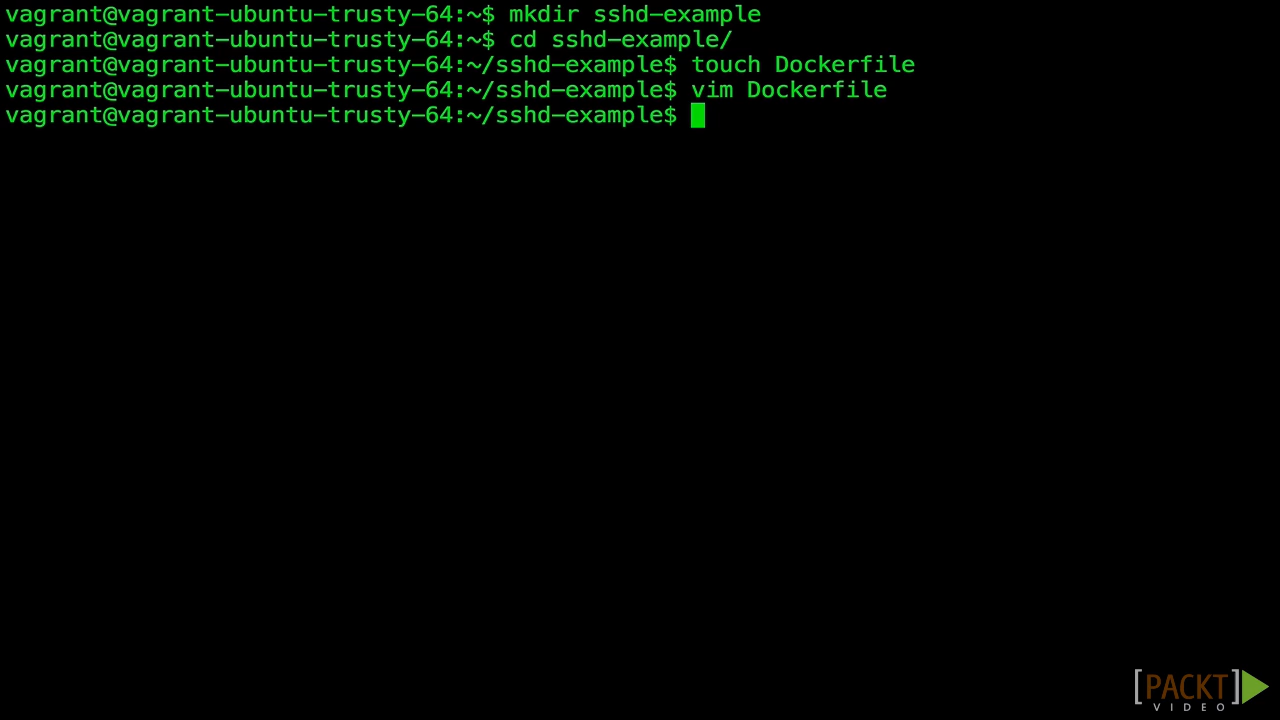 vagrant@vagrant-ubuntu-trusty-64:~$ mkdir sshd-example
vagrant@vagrant-ubuntu-trusty-64:~$ cd sshd-example/
vagrant@vagrant-ubuntu-trusty-64:~/sshd-example$ touch Dockerfile
vagrant@vagrant-ubuntu-trusty-64:~/sshd-example$ vim Dockerfile
vagrant@vagrant-ubuntu-trusty-64:~/sshd-example$
[PACKT]
VIDEO